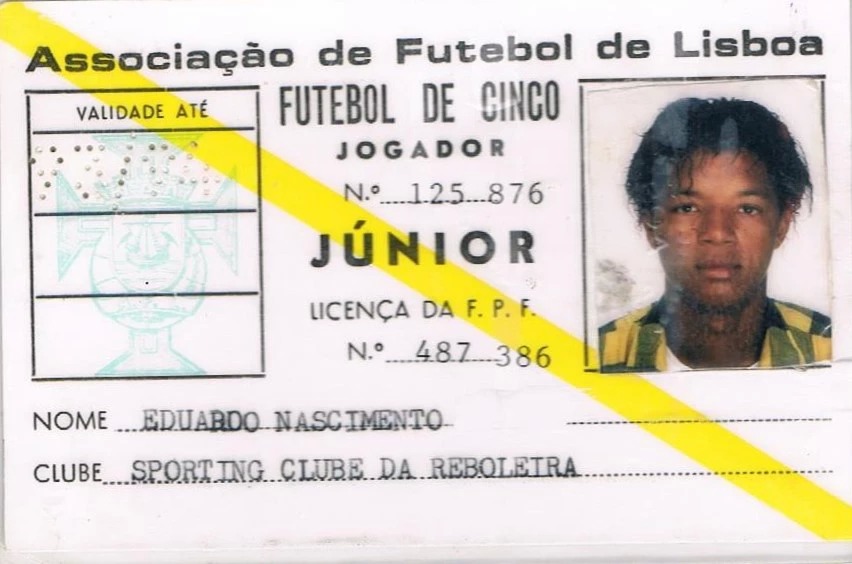 Associação de Futebol de Lisboa
VALIDADE ATÉ
FUTEBOL DE CINCO
JOGADOR
N.º 125 876
JÚNIOR
LICENÇA DA F. P. F.
N.º 487 386
NOME EDUARDO NASCIMENTO
CLUBE SPORTING CLUBE DA REBOLEIRA